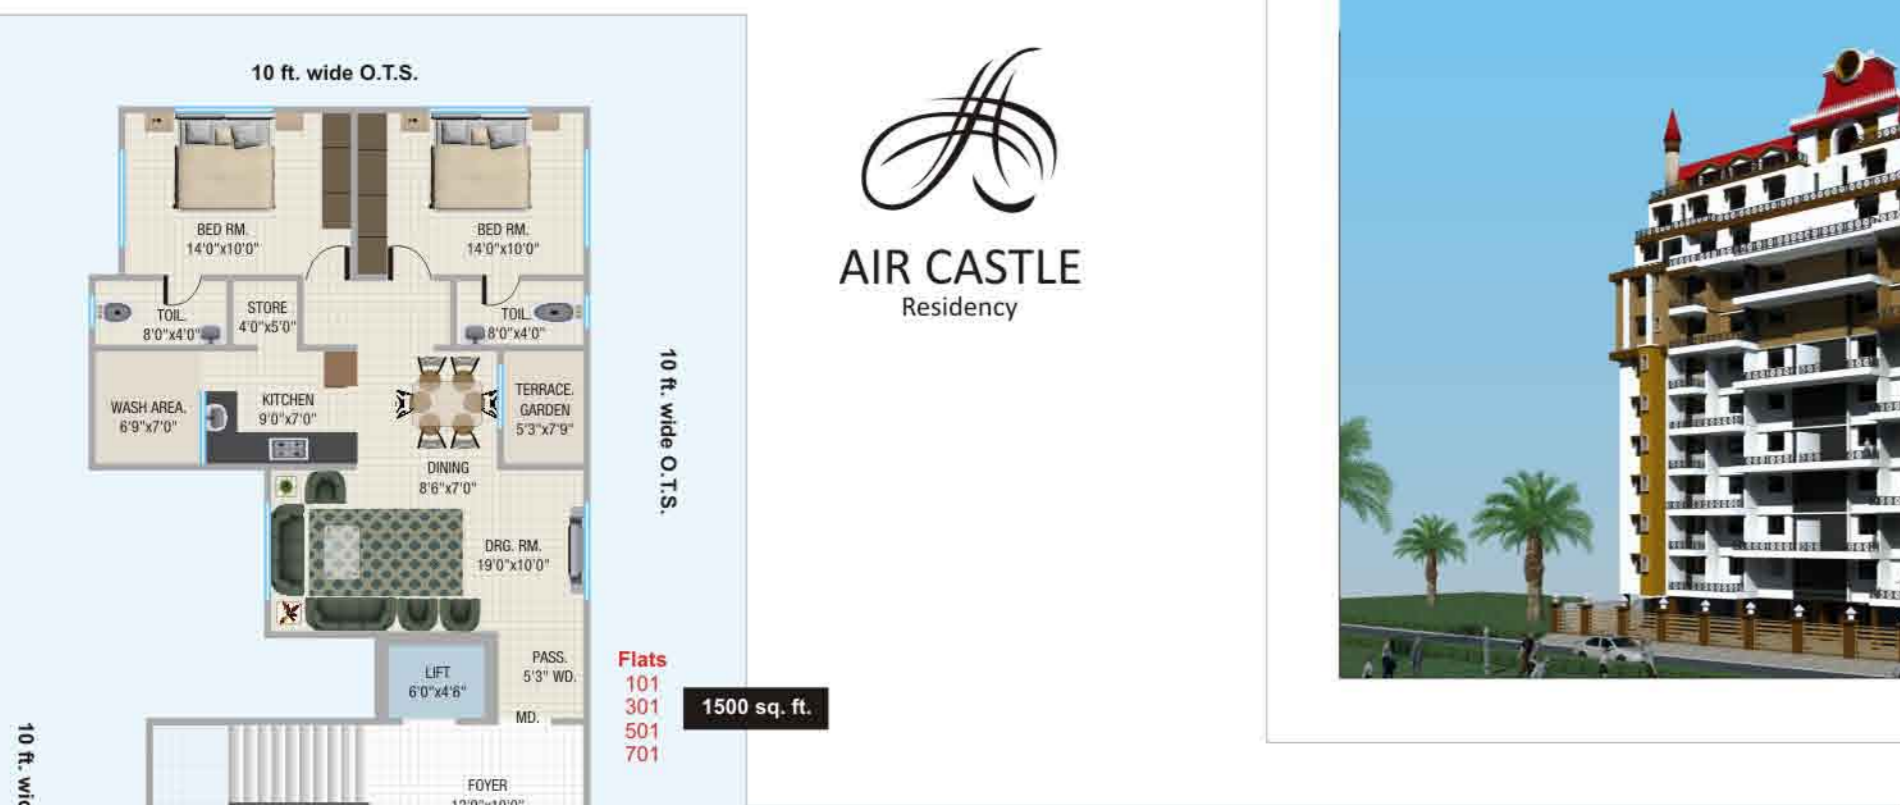 10 ft. wide O.T.S.
BED RM.
14'0"x10'0"
BED RM.
14'0"x10'0"
TOIL.
8'0"x4'0"
STORE
4'0"x5'0"
TOIL.
8'0"x4'0"
WASH AREA.
6'9"x7'0"
KITCHEN
9'0"x7'0"
TERRACE.
GARDEN
5'3"x7'9"
DINING
8'6"x7'0"
DRG. RM.
19'0"x10'0"
LIFT
6'0"x4'6"
PASS.
5'3" WD.
MD.
FOYER
10 ft. wide O.T.S.
10 ft.
Flats
101
301
501
701
1500 sq. ft.
AIR CASTLE
Residency